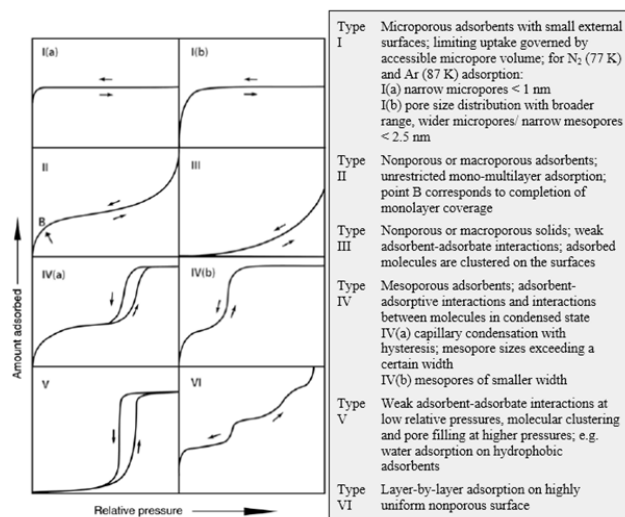 I(a)
I(b)
II
III
B
IV(a)
IV(b)
V
VI
Amount adsorbed
Relative pressure
Type I
Microporous adsorbents with small external
surfaces; limiting uptake governed by
accessible micropore volume; for N₂ (77 K)
and Ar (87 K) adsorption:
I(a) narrow micropores < 1 nm
I(b) pore size distribution with broader
range, wider micropores/ narrow mesopores
< 2.5 nm
Type II
Nonporous or macroporous adsorbents;
unrestricted mono-multilayer adsorption;
point B corresponds to completion of
monolayer coverage
Type III
Nonporous or macroporous solids; weak
adsorbent-adsorbate interactions; adsorbed
molecules are clustered on the surfaces
Type IV
Mesoporous adsorbents; adsorbent-
adsorptive interactions and interactions
between molecules in condensed state
IV(a) capillary condensation with
hysteresis; mesopore sizes exceeding a
certain width
IV(b) mesopores of smaller width
Type V
Weak adsorbent-adsorbate interactions at
low relative pressures, molecular clustering
and pore filling at higher pressures; e.g.
water adsorption on hydrophobic
adsorbents
Type VI
Layer-by-layer adsorption on highly
uniform nonporous surface